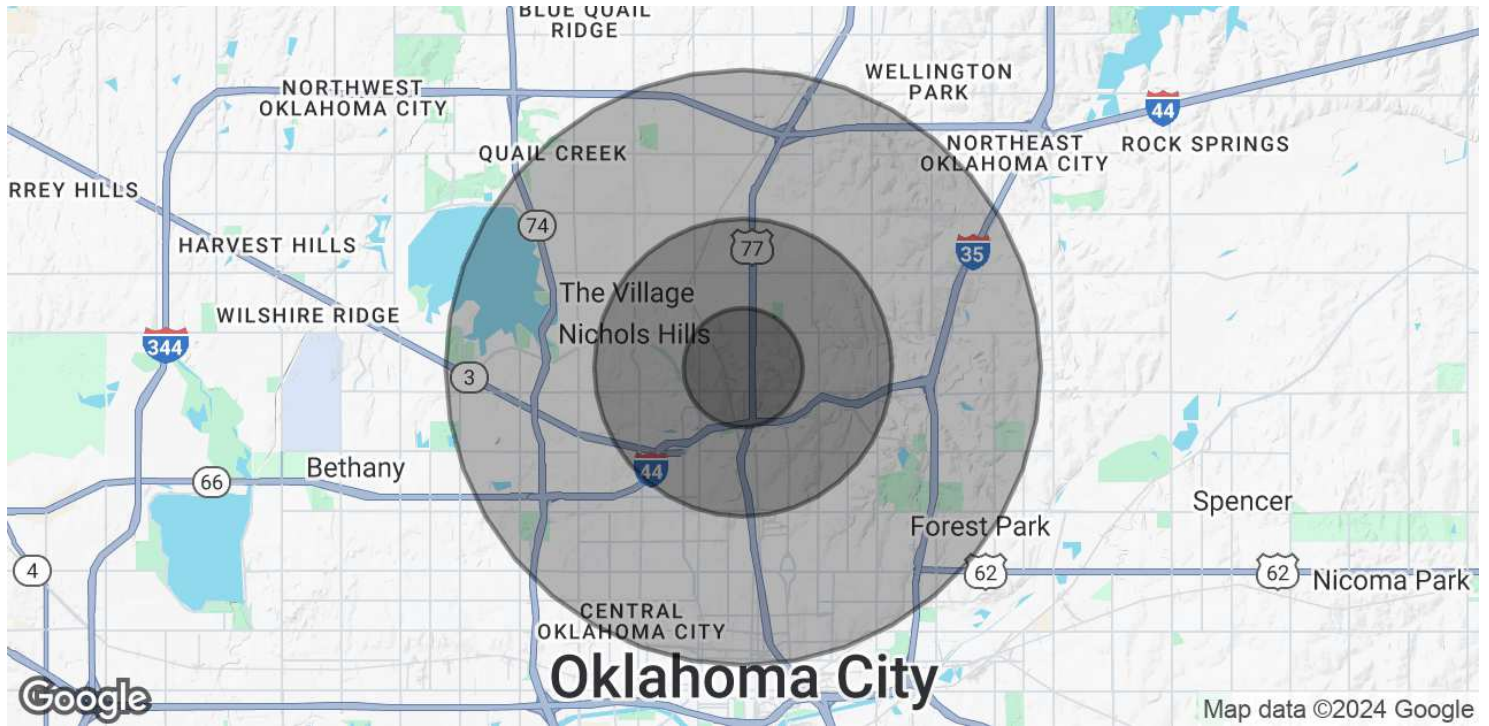 BLUE QUAIL
RIDGE
WELLINGTON
PARK
NORTHWEST
OKLAHOMA CITY
44
NORTHEAST
OKLAHOMA CITY
ROCK SPRINGS
QUAIL CREEK
RREY HILLS
74
HARVEST HILLS
77
35
The Village
WILSHIRE RIDGE
Nichols Hills
344
3
Bethany
44
66
Spencer
Forest Park
4
62
62
Nicoma Park
CENTRAL
OKLAHOMA CITY
Oklahoma City
Google
Map data ©2024 Google